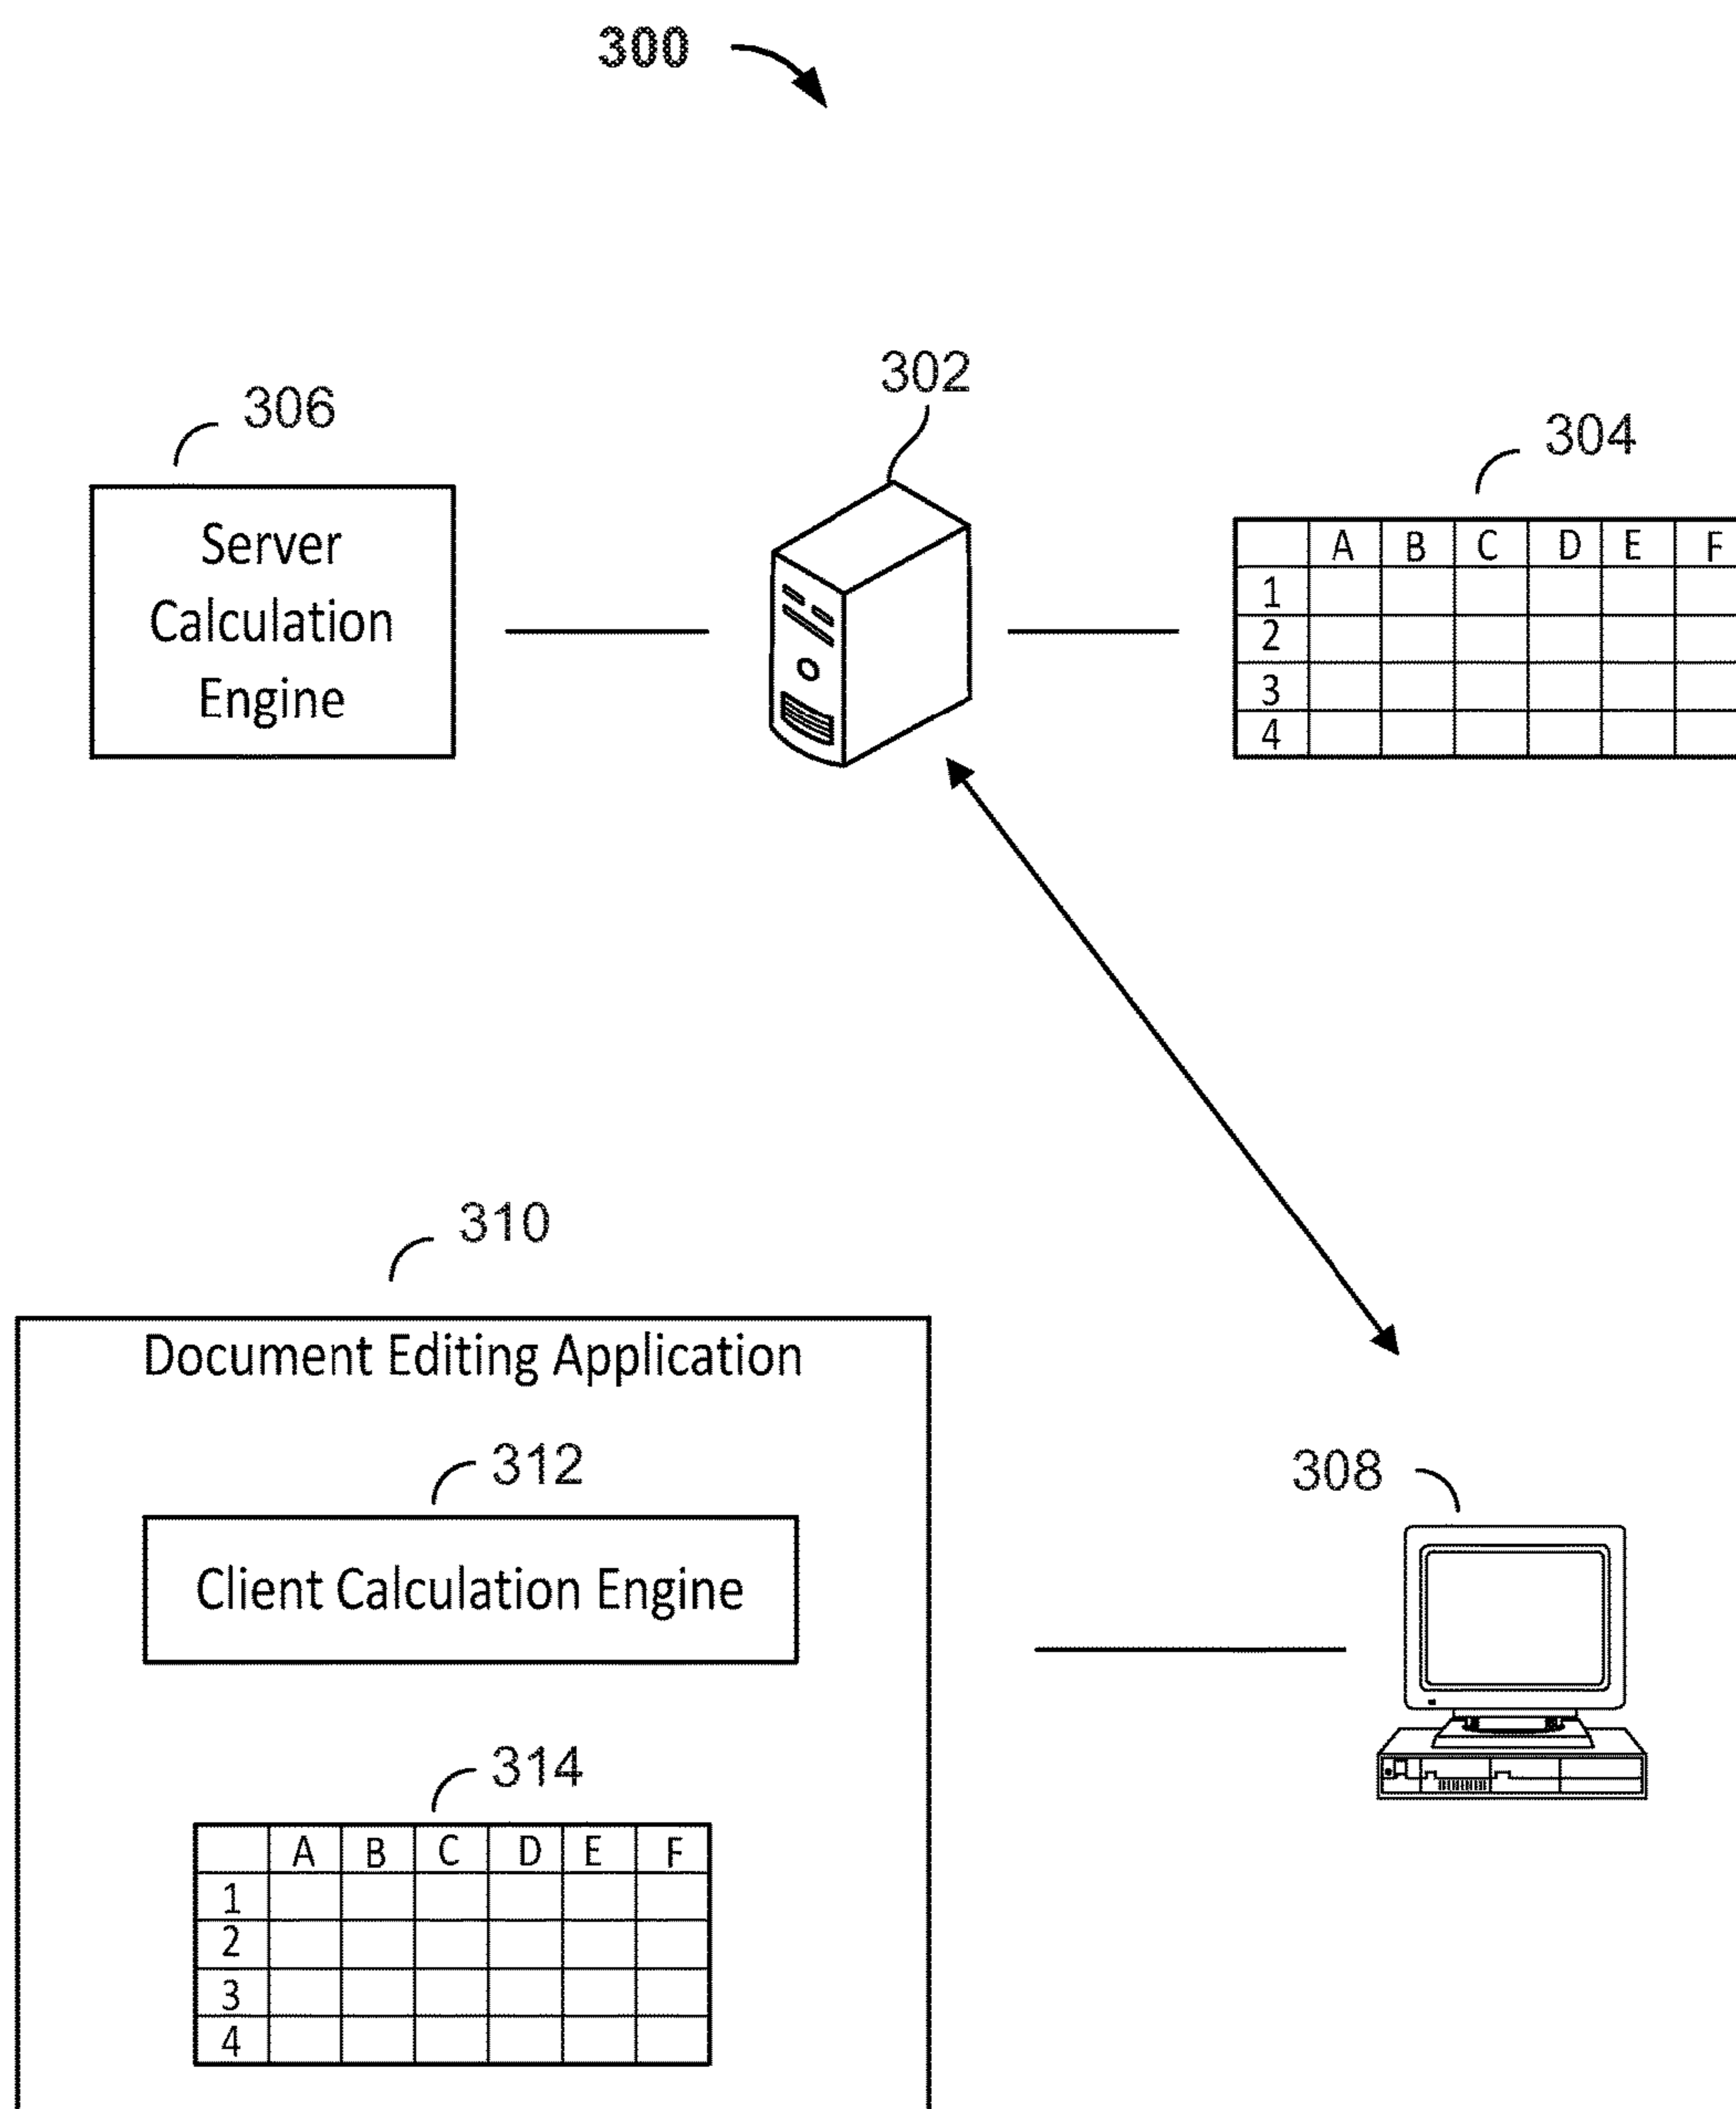 300
302
306
304
Server
Calculation
Engine
A B C D E F
1
2
3
4
310
Document Editing Application
312
308
Client Calculation Engine
314
A B C D E F
1
2
3
4